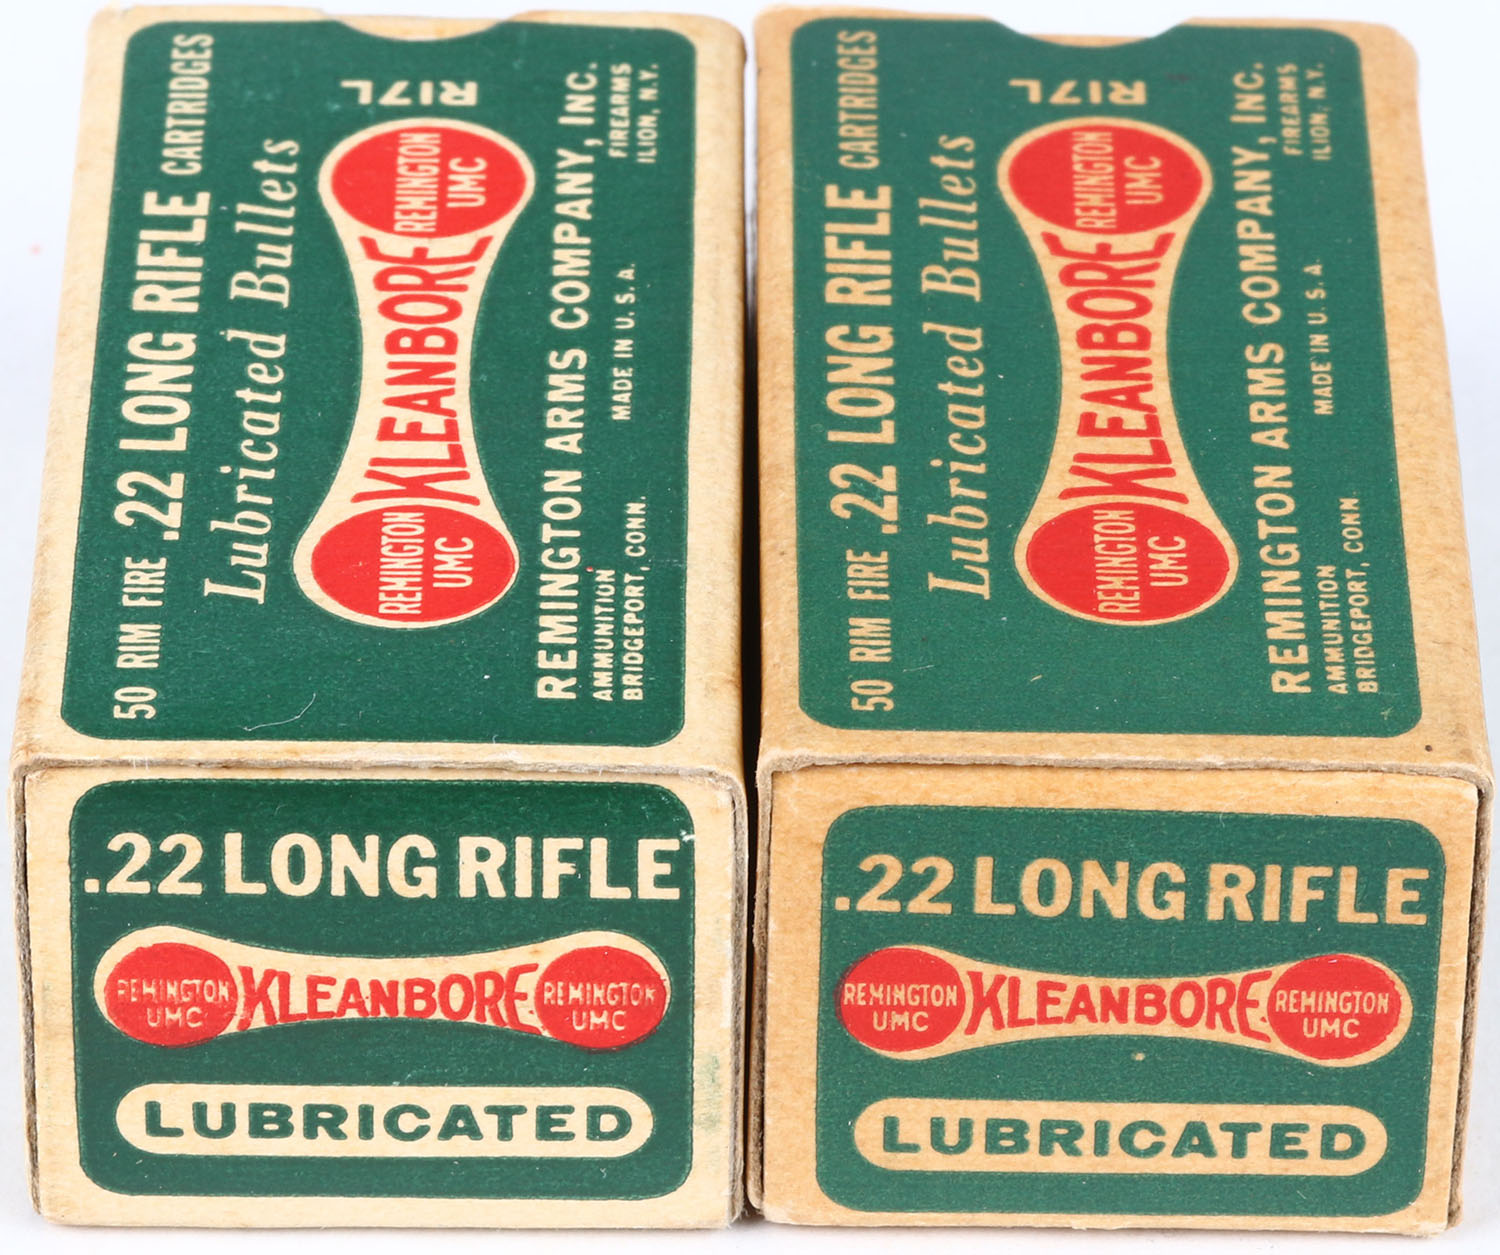 50 RIM FIRE .22 LONG RIFLE CARTRIDGES
Lubricated Bullets
R17L
REMINGTON
UMC
KLEANBORE
REMINGTON
UMC
REMINGTON ARMS COMPANY, INC.
AMMUNITION
BRIDGEPORT, CONN.
MADE IN U.S.A.
FIREARMS
ILION, N.Y.
.22 LONG RIFLE
REMINGTON
UMC
KLEANBORE
REMINGTON
UMC
LUBRICATED
50 RIM FIRE .22 LONG RIFLE CARTRIDGES
Lubricated Bullets
R17L
REMINGTON
UMC
KLEANBORE
REMINGTON
UMC
REMINGTON ARMS COMPANY, INC.
AMMUNITION
BRIDGEPORT, CONN
MADE IN U.S.A.
FIREARMS
ILION, N.Y.
.22 LONG RIFLE
REMINGTON
UMC
KLEANBORE
REMINGTON
UMC
LUBRICATED